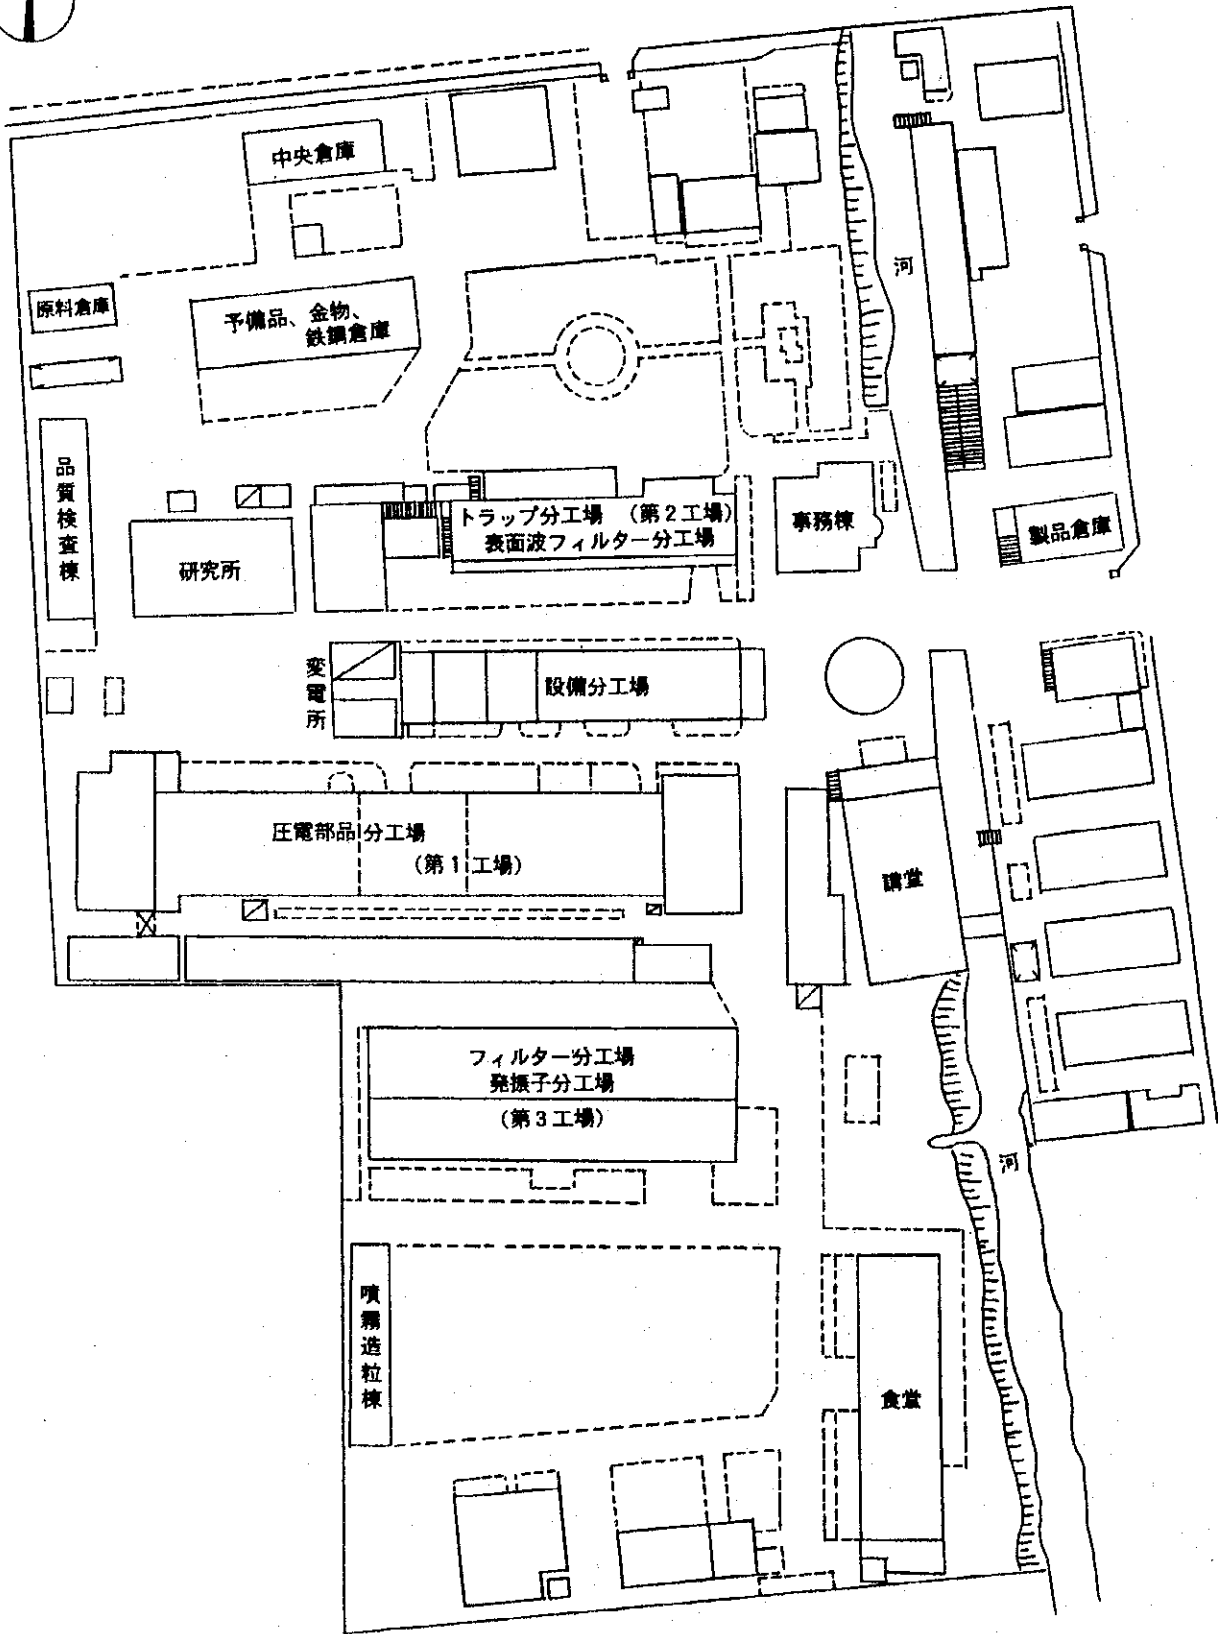 中央倉庫
河
原料倉庫
予備品、金物、
鉄鋼倉庫
品質検査棟
トラップ分工場 (第2工場)
表面波フィルター分工場
事務棟
製品倉庫
研究所
変電所
設備分工場
圧電部品分工場
(第1工場)
講堂
フィルター分工場
発振子分工場
(第3工場)
河
噴霧造粒棟
食堂